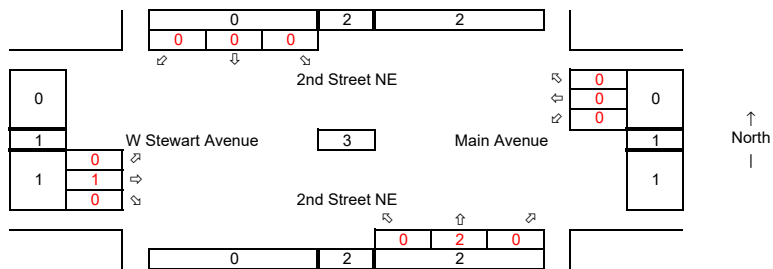 0 2 2
0 0 0
⬃ ⇩ ⬂
2nd Street NE
⬁ 0
0 ⇦ 0 0
⬃ 0
↑
1 W Stewart Avenue 3 Main Avenue 1 North
0 ⬀ |
1 1 ⇨ 1
0 ⬂ 2nd Street NE
⬁ ⇧ ⬀
0 2 0
0 2 2